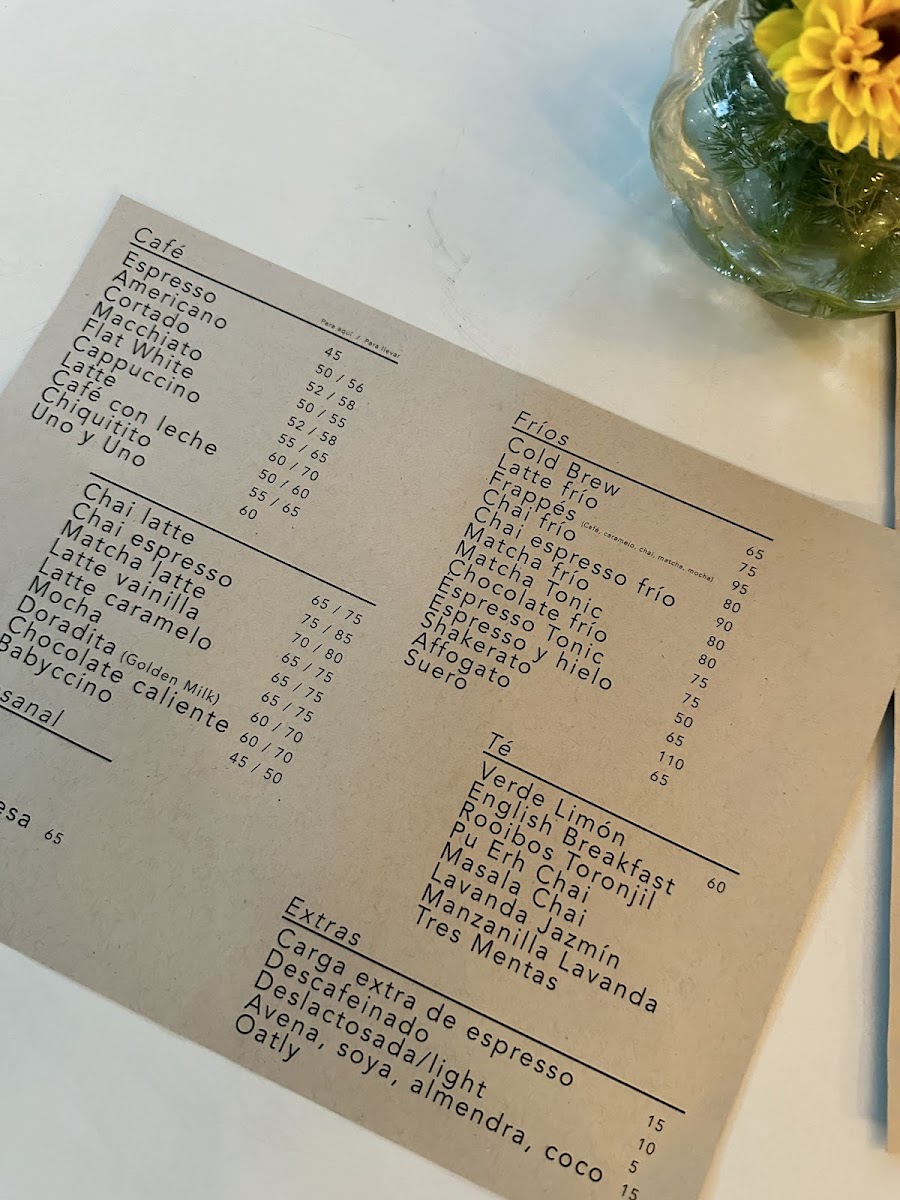 Café
Para aquí / Para llevar
Espresso 45
Americano 50 / 56
Cortado 52 / 58
Macchiato 50 / 55
Flat White 52 / 58
Cappuccino 55 / 65
Latte 60 / 70
Café con leche 50 / 60
Chiquitito 55 / 65
Uno y Uno 60
Chai latte 65 / 75
Chai espresso 75 / 85
Matcha latte 70 / 80
Latte vainilla 65 / 75
Latte caramelo 65 / 75
Mocha 65 / 75
Doradita (Golden Milk) 60 / 70
Chocolate caliente 60 / 70
Babyccino 45 / 50
sanal
esa 65
Fríos
Cold Brew 65
Latte frío 75
Frappés (Café, caramelo, chai, matcha, mocha) 95
Chai frío 80
Chai espresso frío 90
Matcha frío 80
Matcha Tonic 80
Chocolate frío 75
Espresso Tonic 75
Espresso y hielo 50
Shakerato 65
Affogato 110
Suero 65
Té
Verde Limón 60
English Breakfast
Rooibos Toronjil
Pu Erh Chai
Masala Chai
Lavanda Jazmín
Manzanilla Lavanda
Tres Mentas
Extras
Carga extra de espresso 15
Descafeinado 10
Deslactosada/light 5
Avena, soya, almendra, coco 15
Oatly